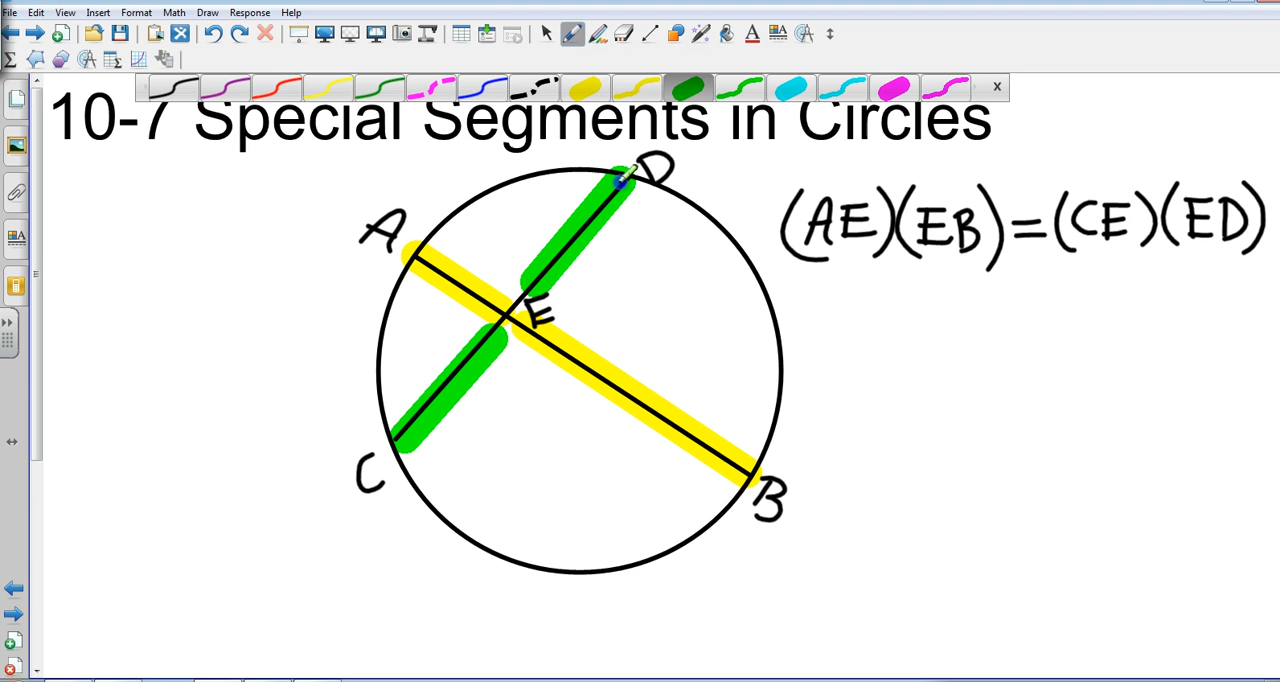 File Edit View Insert Format Math Draw Response Help
10-7 Special Segments in Circles
D
A
(AE)(EB)=(CE)(ED)
E
C
B